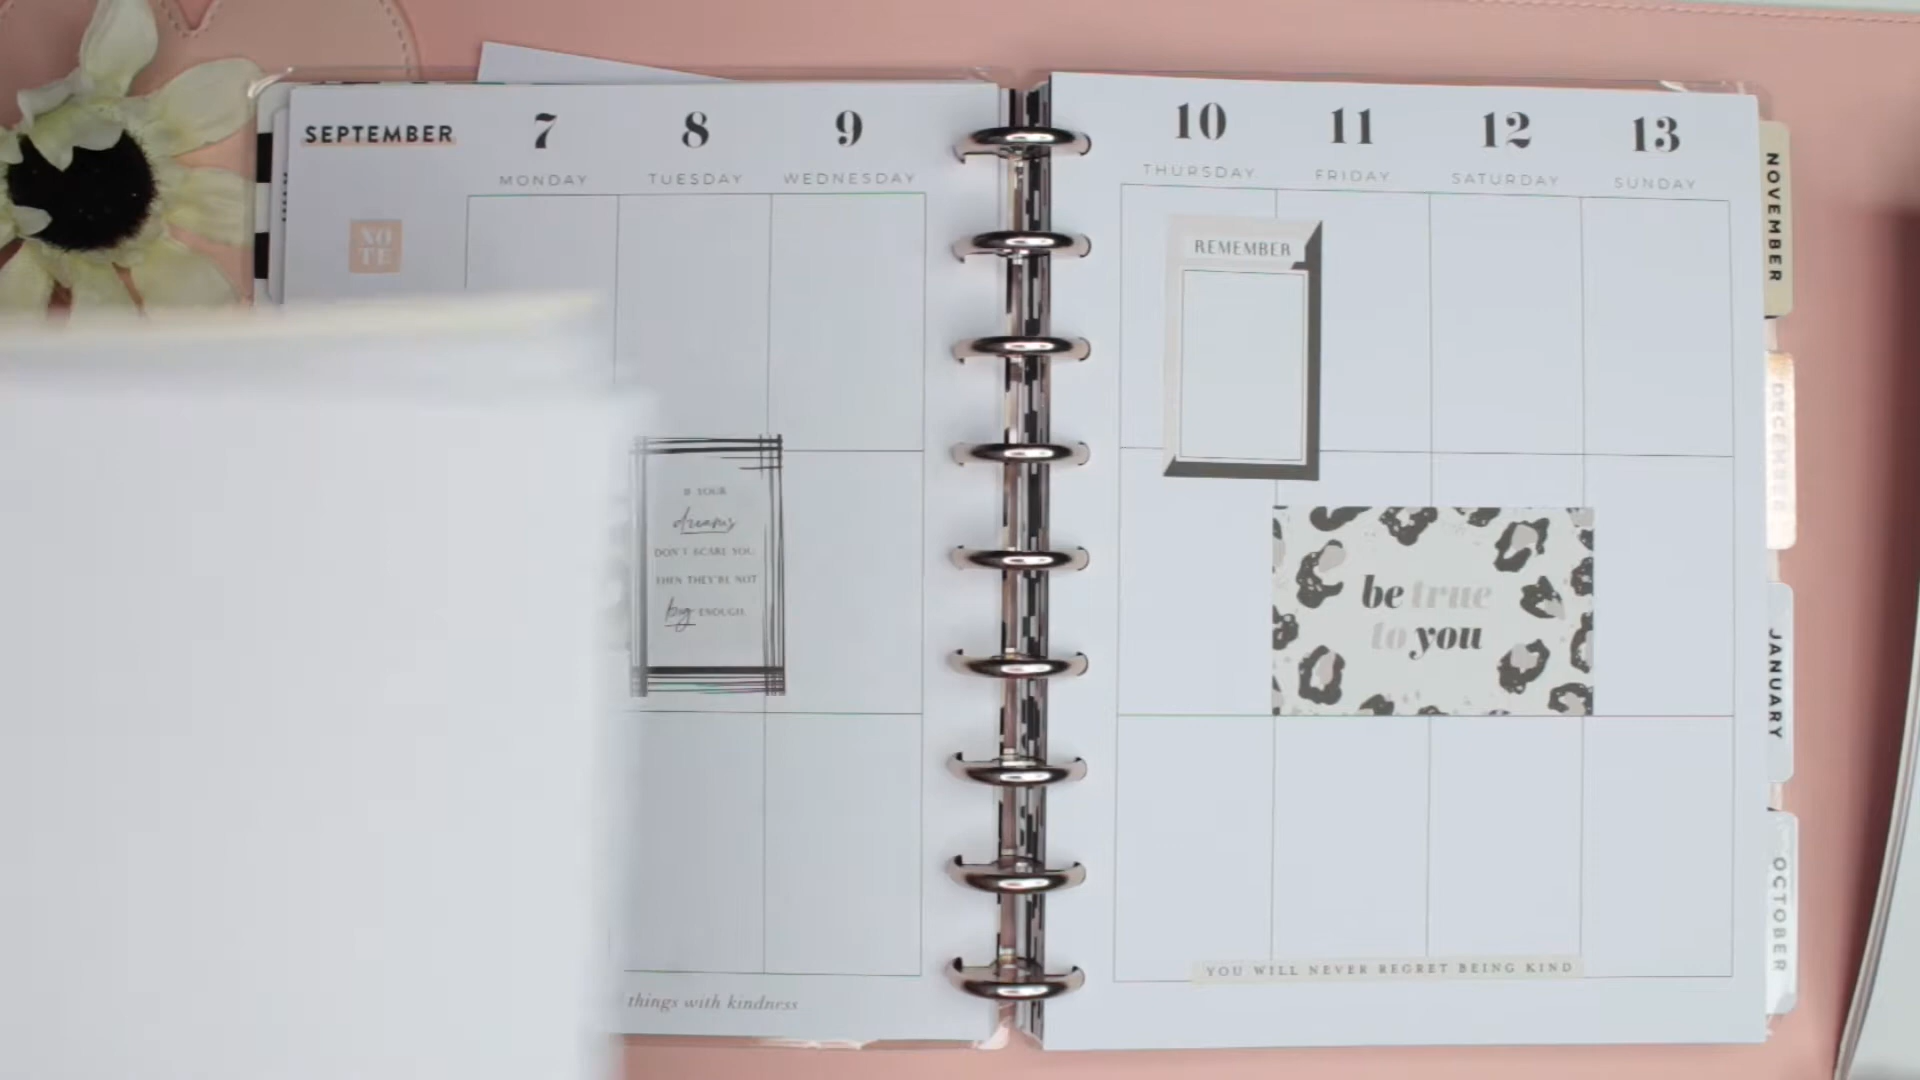 SEPTEMBER
7
8
9
MONDAY
TUESDAY
WEDNESDAY
NO
TE
IF YOUR
dreams
DON'T SCARE YOU
THEN THEY'RE NOT
big ENOUGH.
things with kindness
10
11
12
13
THURSDAY
FRIDAY
SATURDAY
SUNDAY
REMEMBER
be true
to you
YOU WILL NEVER REGRET BEING KIND
NOVEMBER
DECEMBER
JANUARY
OCTOBER